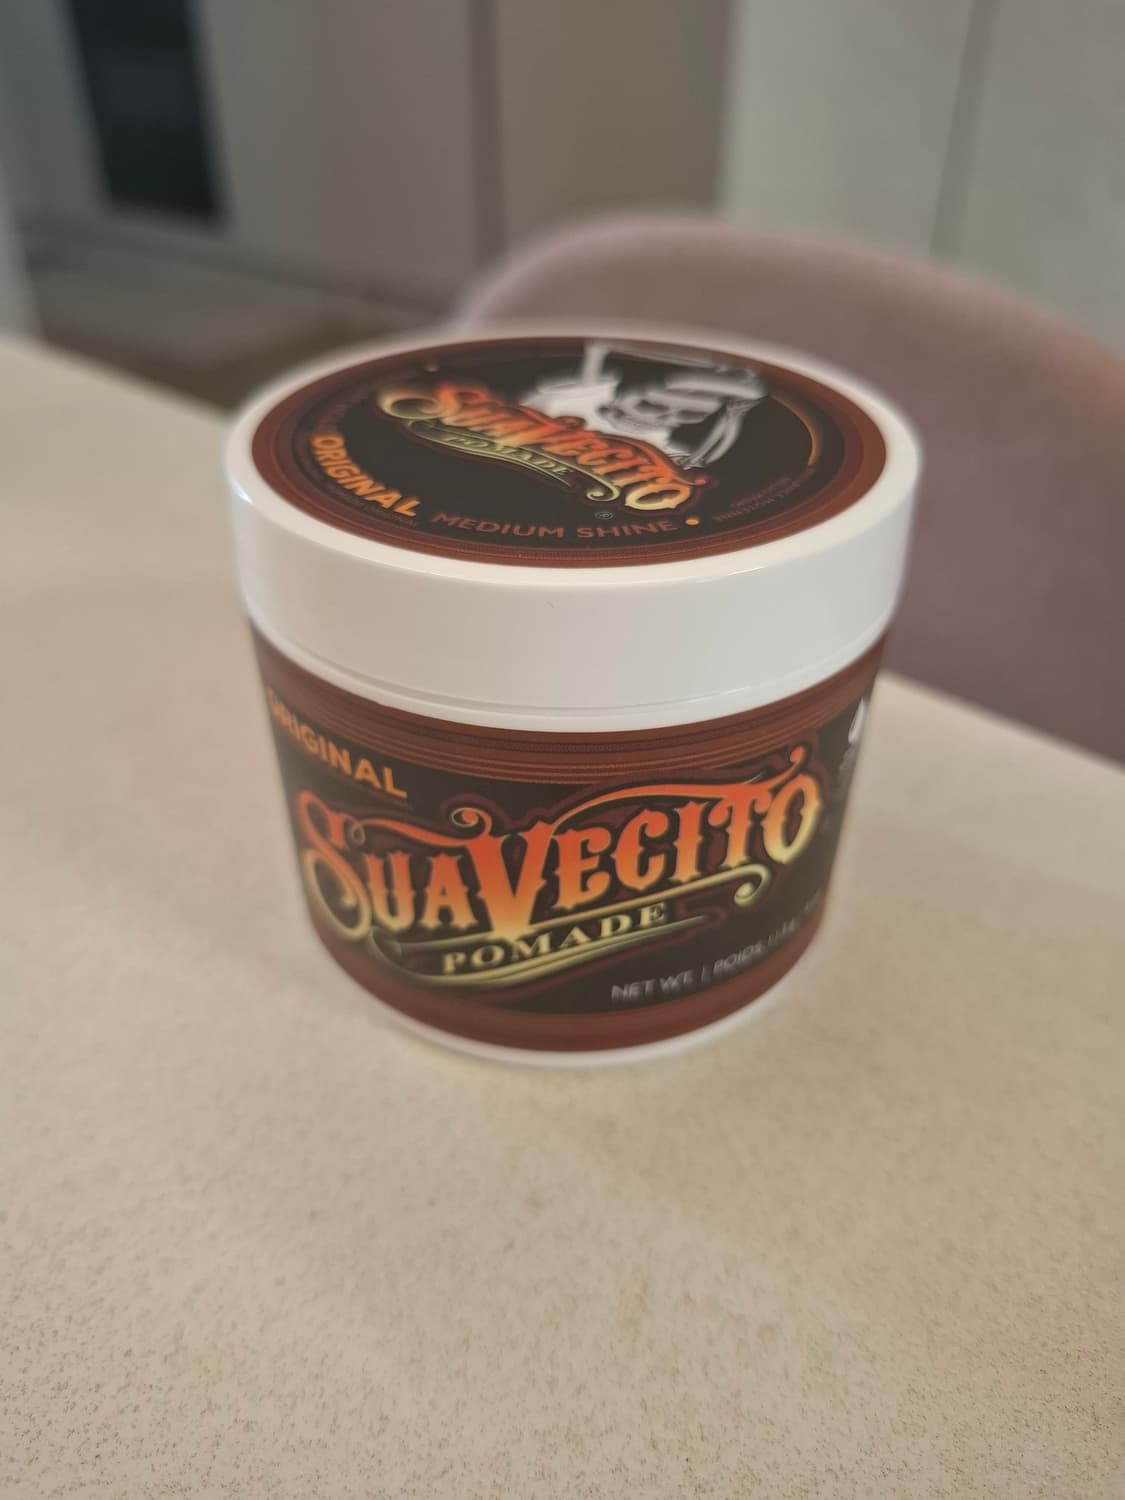 SUAVECITO
POMADE
ORIGINAL
MEDIUM SHINE
ORIGINAL
SUAVECITO
POMADE
NET WT. | POIDS